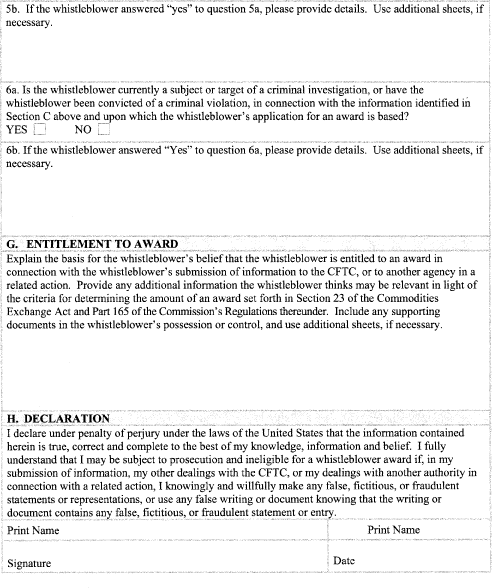 5b. If the whistleblower answered “yes” to question 5a, please provide details. Use additional sheets, if
necessary.
6a. Is the whistleblower currently a subject or target of a criminal investigation, or have the
whistleblower been convicted of a criminal violation, in connection with the information identified in
Section C above and upon which the whistleblower’s application for an award is based?
YES NO
6b. If the whistleblower answered “Yes” to question 6a, please provide details. Use additional sheets, if
necessary.
G. ENTITLEMENT TO AWARD
Explain the basis for the whistleblower’s belief that the whistleblower is entitled to an award in
connection with the whistleblower’s submission of information to the CFTC, or to another agency in a
related action. Provide any additional information the whistleblower thinks may be relevant in light of
the criteria for determining the amount of an award set forth in Section 23 of the Commodities
Exchange Act and Part 165 of the Commission’s Regulations thereunder. Include any supporting
documents in the whistleblower’s possession or control, and use additional sheets, if necessary.
H. DECLARATION
I declare under penalty of perjury under the laws of the United States that the information contained
herein is true, correct and complete to the best of my knowledge, information and belief. I fully
understand that I may be subject to prosecution and ineligible for a whistleblower award if, in my
submission of information, my other dealings with the CFTC, or my dealings with another authority in
connection with a related action, I knowingly and willfully make any false, fictitious, or fraudulent
statements or representations, or use any false writing or document knowing that the writing or
document contains any false, fictitious, or fraudulent statement or entry.
Print Name Print Name
Signature Date